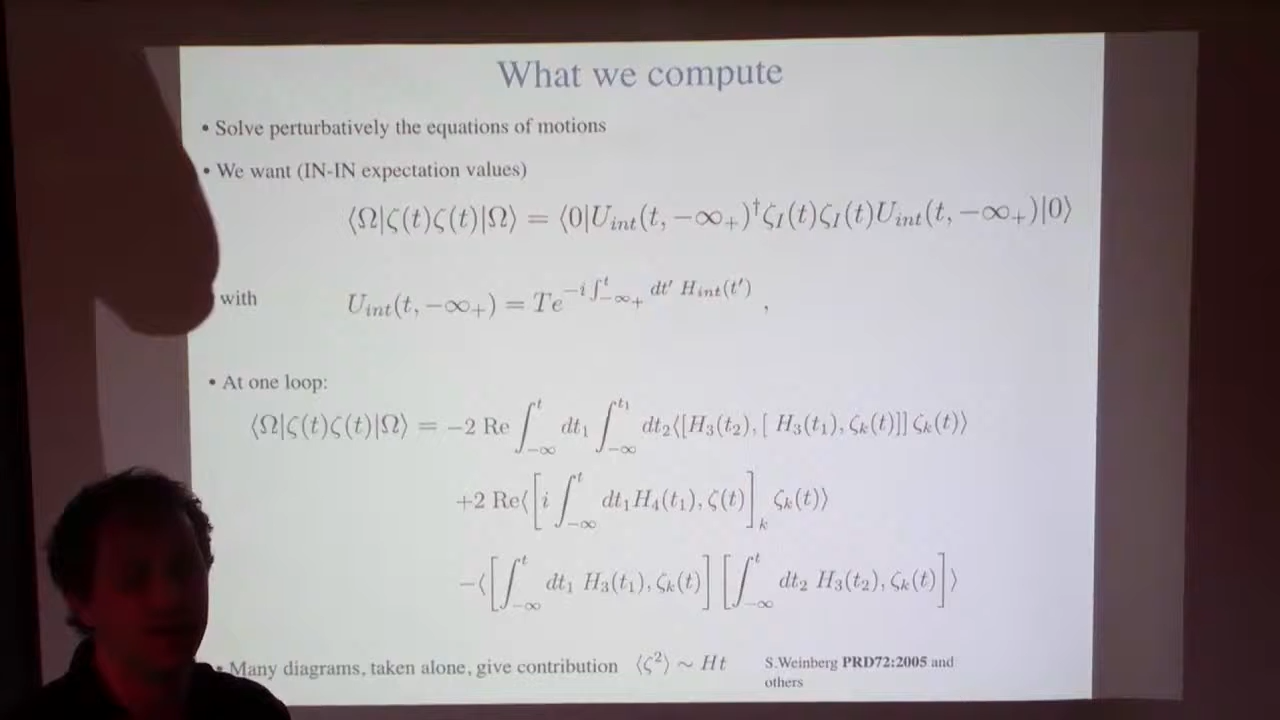 What we compute
• Solve perturbatively the equations of motions
• We want (IN-IN expectation values)
⟨Ω|ζ(t)ζ(t)|Ω⟩ = ⟨0|U_{int}(t, −∞_+)^†ζ_I(t)ζ_I(t)U_{int}(t, −∞_+)|0⟩
with U_{int}(t, −∞_+) = Te^{−i∫_{−∞_+}^{t} dt′ H_{int}(t′)} ,
• At one loop:
⟨Ω|ζ(t)ζ(t)|Ω⟩ = −2 Re ∫_{−∞}^{t} dt_1 ∫_{−∞}^{t_1} dt_2⟨[H_3(t_2), [ H_3(t_1), ζ_k(t)]] ζ_k(t)⟩
+2 Re⟨[i ∫_{−∞}^{t} dt_1 H_4(t_1), ζ(t)]_k ζ_k(t)⟩
−⟨[∫_{−∞}^{t} dt_1 H_3(t_1), ζ_k(t)] [∫_{−∞}^{t} dt_2 H_3(t_2), ζ_k(t)]⟩
• Many diagrams, taken alone, give contribution ⟨ζ^2⟩ ∼ Ht S.Weinberg PRD72:2005 and
others